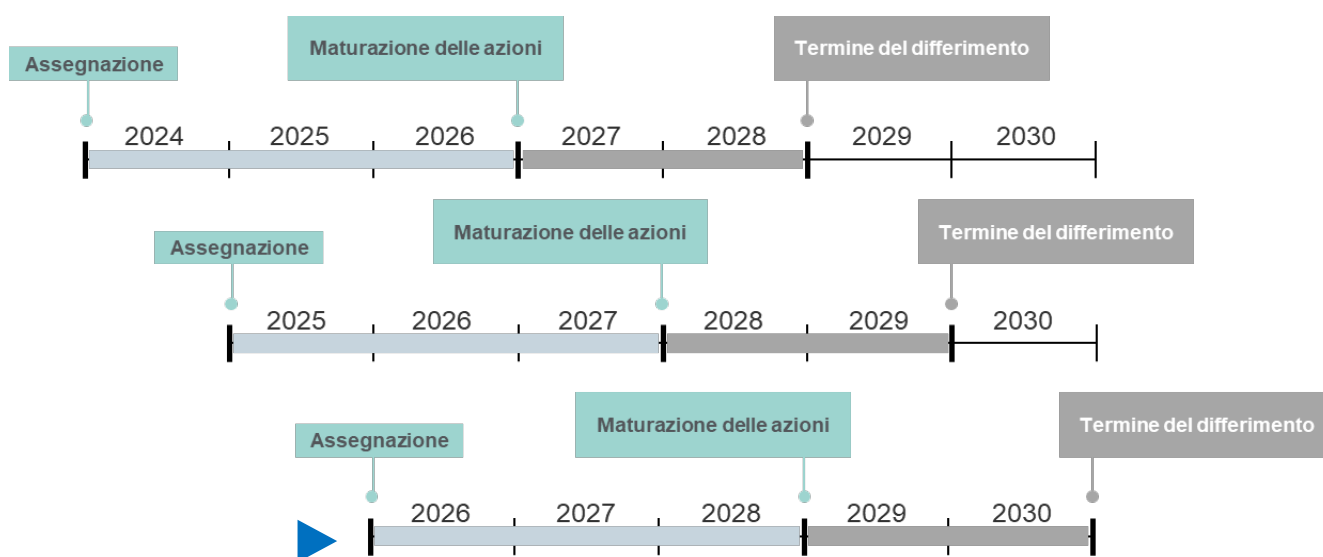 Maturazione delle azioni
Termine del differimento
Assegnazione
2024 2025 2026 2027 2028 2029 2030
Maturazione delle azioni
Termine del differimento
Assegnazione
2025 2026 2027 2028 2029 2030
Maturazione delle azioni
Termine del differimento
Assegnazione
2026 2027 2028 2029 2030